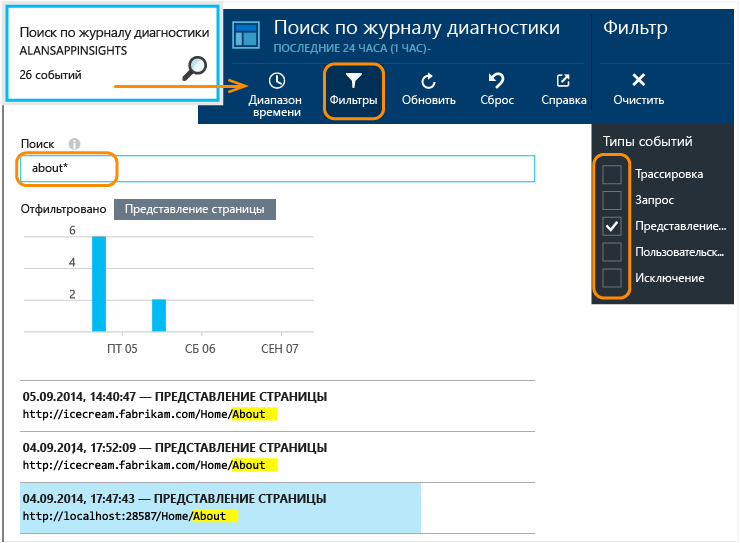 Поиск по журналу диагностики
ALANSAPPINSIGHTS
26 событий
Поиск по журналу диагностики
ПОСЛЕДНИЕ 24 ЧАСА (1 ЧАС)-
Диапазон
времени
Фильтры
Обновить
Сброс
Справка
Фильтр
Очистить
Типы событий
Трассировка
Запрос
Представление...
Пользовательск...
Исключение
Поиск
about*
Отфильтровано
Представление страницы
6
4
2
ПТ 05
СБ 06
СЕН 07
05.09.2014, 14:40:47 — ПРЕДСТАВЛЕНИЕ СТРАНИЦЫ
http://icecream.fabrikam.com/Home/About
04.09.2014, 17:52:09 — ПРЕДСТАВЛЕНИЕ СТРАНИЦЫ
http://icecream.fabrikam.com/Home/About
04.09.2014, 17:47:43 — ПРЕДСТАВЛЕНИЕ СТРАНИЦЫ
http://localhost:28587/Home/About